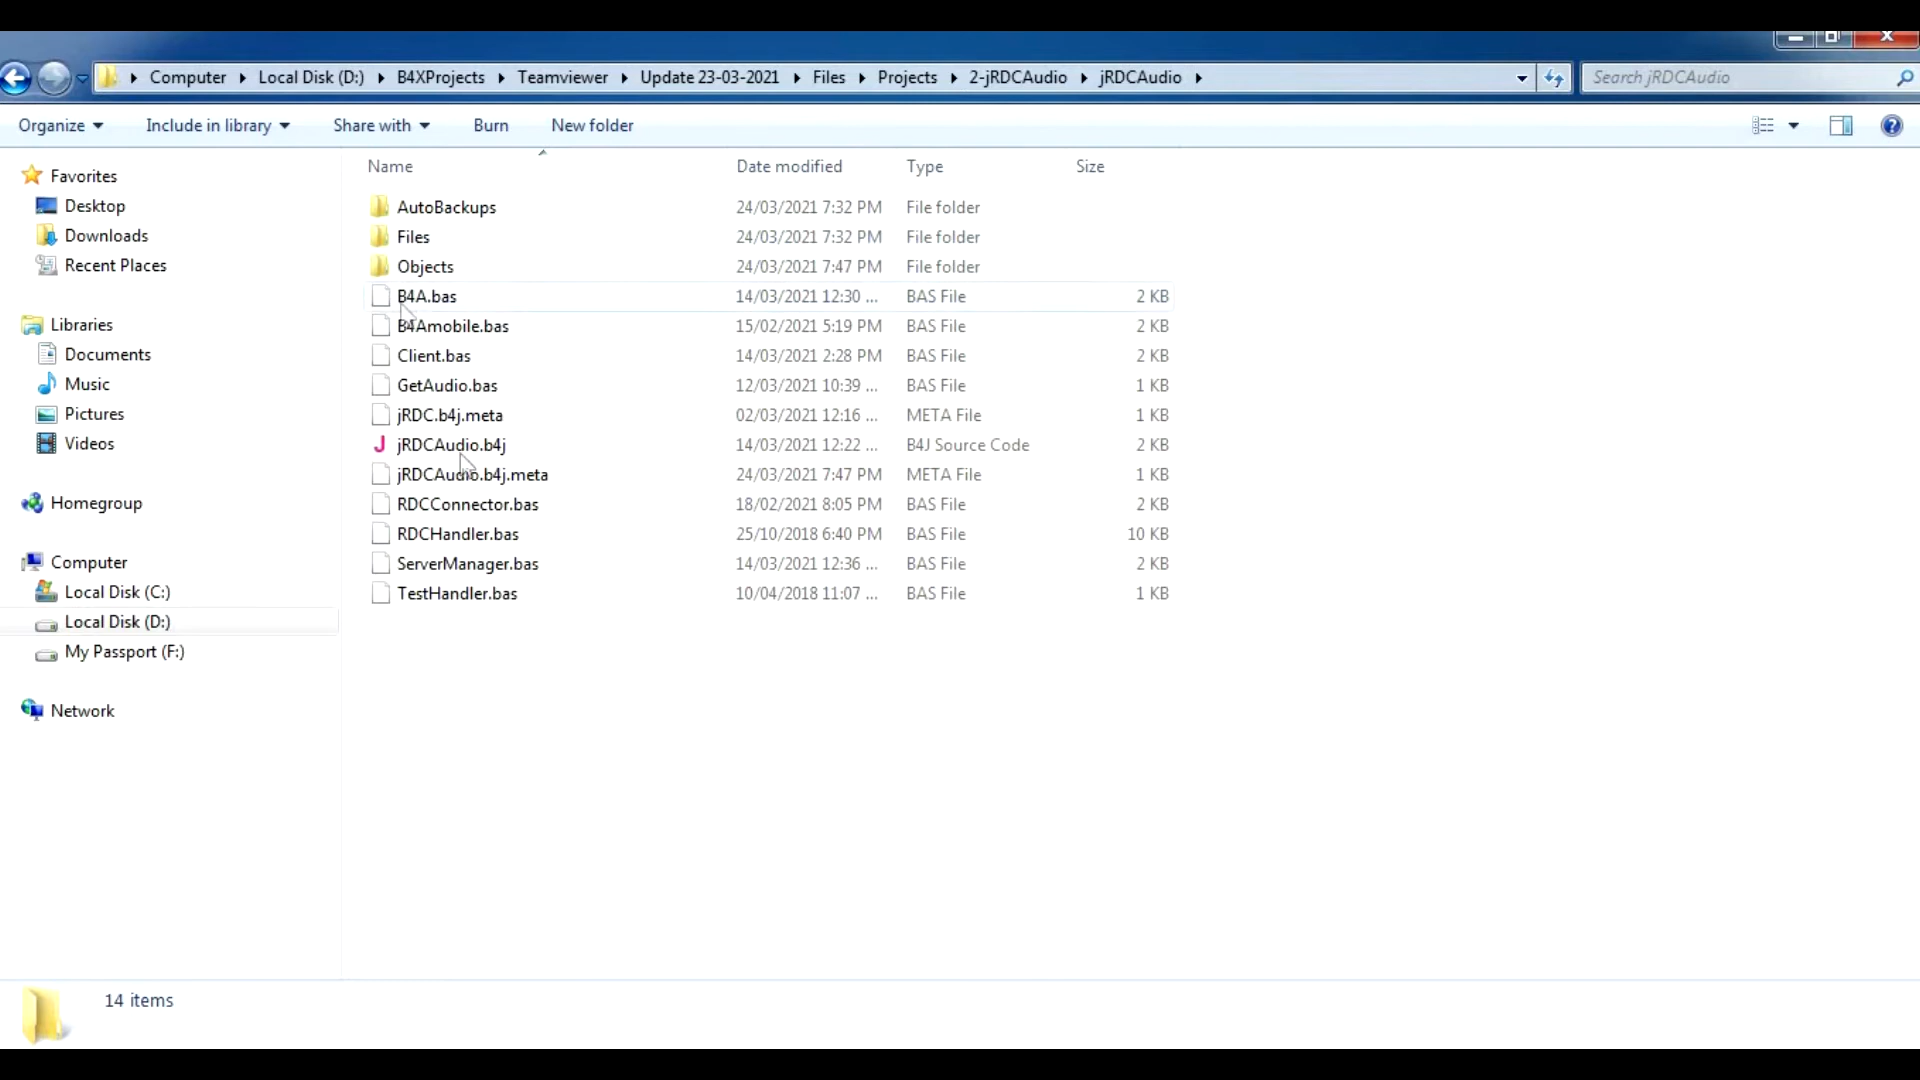 Computer Local Disk (D:) B4XProjects Teamviewer Update 23-03-2021 Files Projects 2-jRDCAudio jRDCAudio Search jRDCAudio
Organize Include in library Share with Burn New folder
Name Date modified Type Size
Favorites
Desktop
Downloads
Recent Places
Libraries
Documents
Music
Pictures
Videos
Homegroup
Computer
Local Disk (C:)
Local Disk (D:)
My Passport (F:)
Network
AutoBackups 24/03/2021 7:32 PM File folder
Files 24/03/2021 7:32 PM File folder
Objects 24/03/2021 7:47 PM File folder
B4A.bas 14/03/2021 12:30 ... BAS File 2 KB
B4Amobile.bas 15/02/2021 5:19 PM BAS File 2 KB
Client.bas 14/03/2021 2:28 PM BAS File 2 KB
GetAudio.bas 12/03/2021 10:39 ... BAS File 1 KB
jRDC.b4j.meta 02/03/2021 12:16 ... META File 1 KB
J jRDCAudio.b4j 14/03/2021 12:22 ... B4J Source Code 2 KB
jRDCAudio.b4j.meta 24/03/2021 7:47 PM META File 1 KB
RDCConnector.bas 18/02/2021 8:05 PM BAS File 2 KB
RDCHandler.bas 25/10/2018 6:40 PM BAS File 10 KB
ServerManager.bas 14/03/2021 12:36 ... BAS File 2 KB
TestHandler.bas 10/04/2018 11:07 ... BAS File 1 KB
14 items